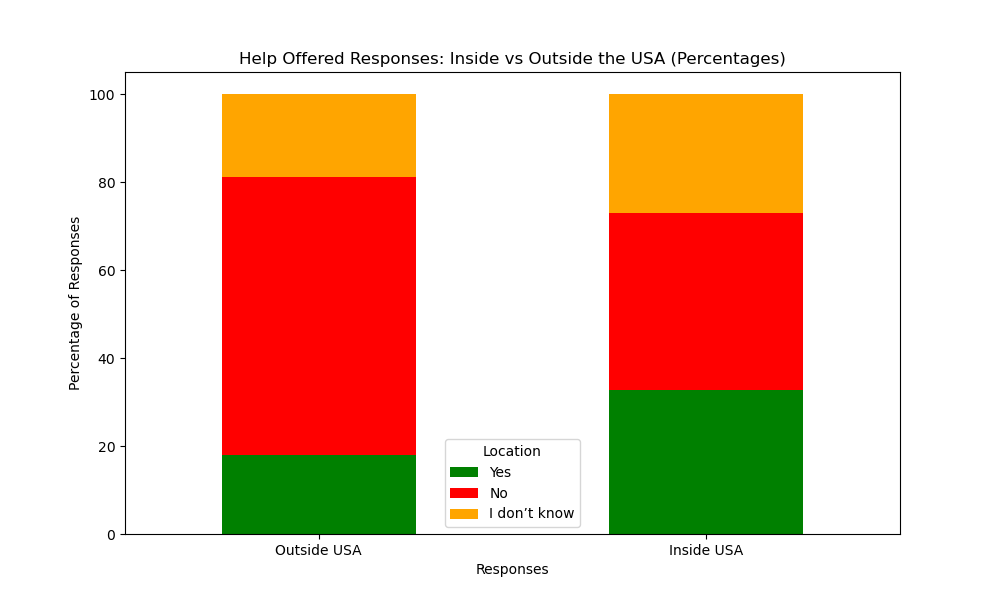 Help Offered Responses: Inside vs Outside the USA (Percentages)
Percentage of Responses
100
80
60
40
20
0
Location
Yes
No
I don’t know
Outside USA
Inside USA
Responses